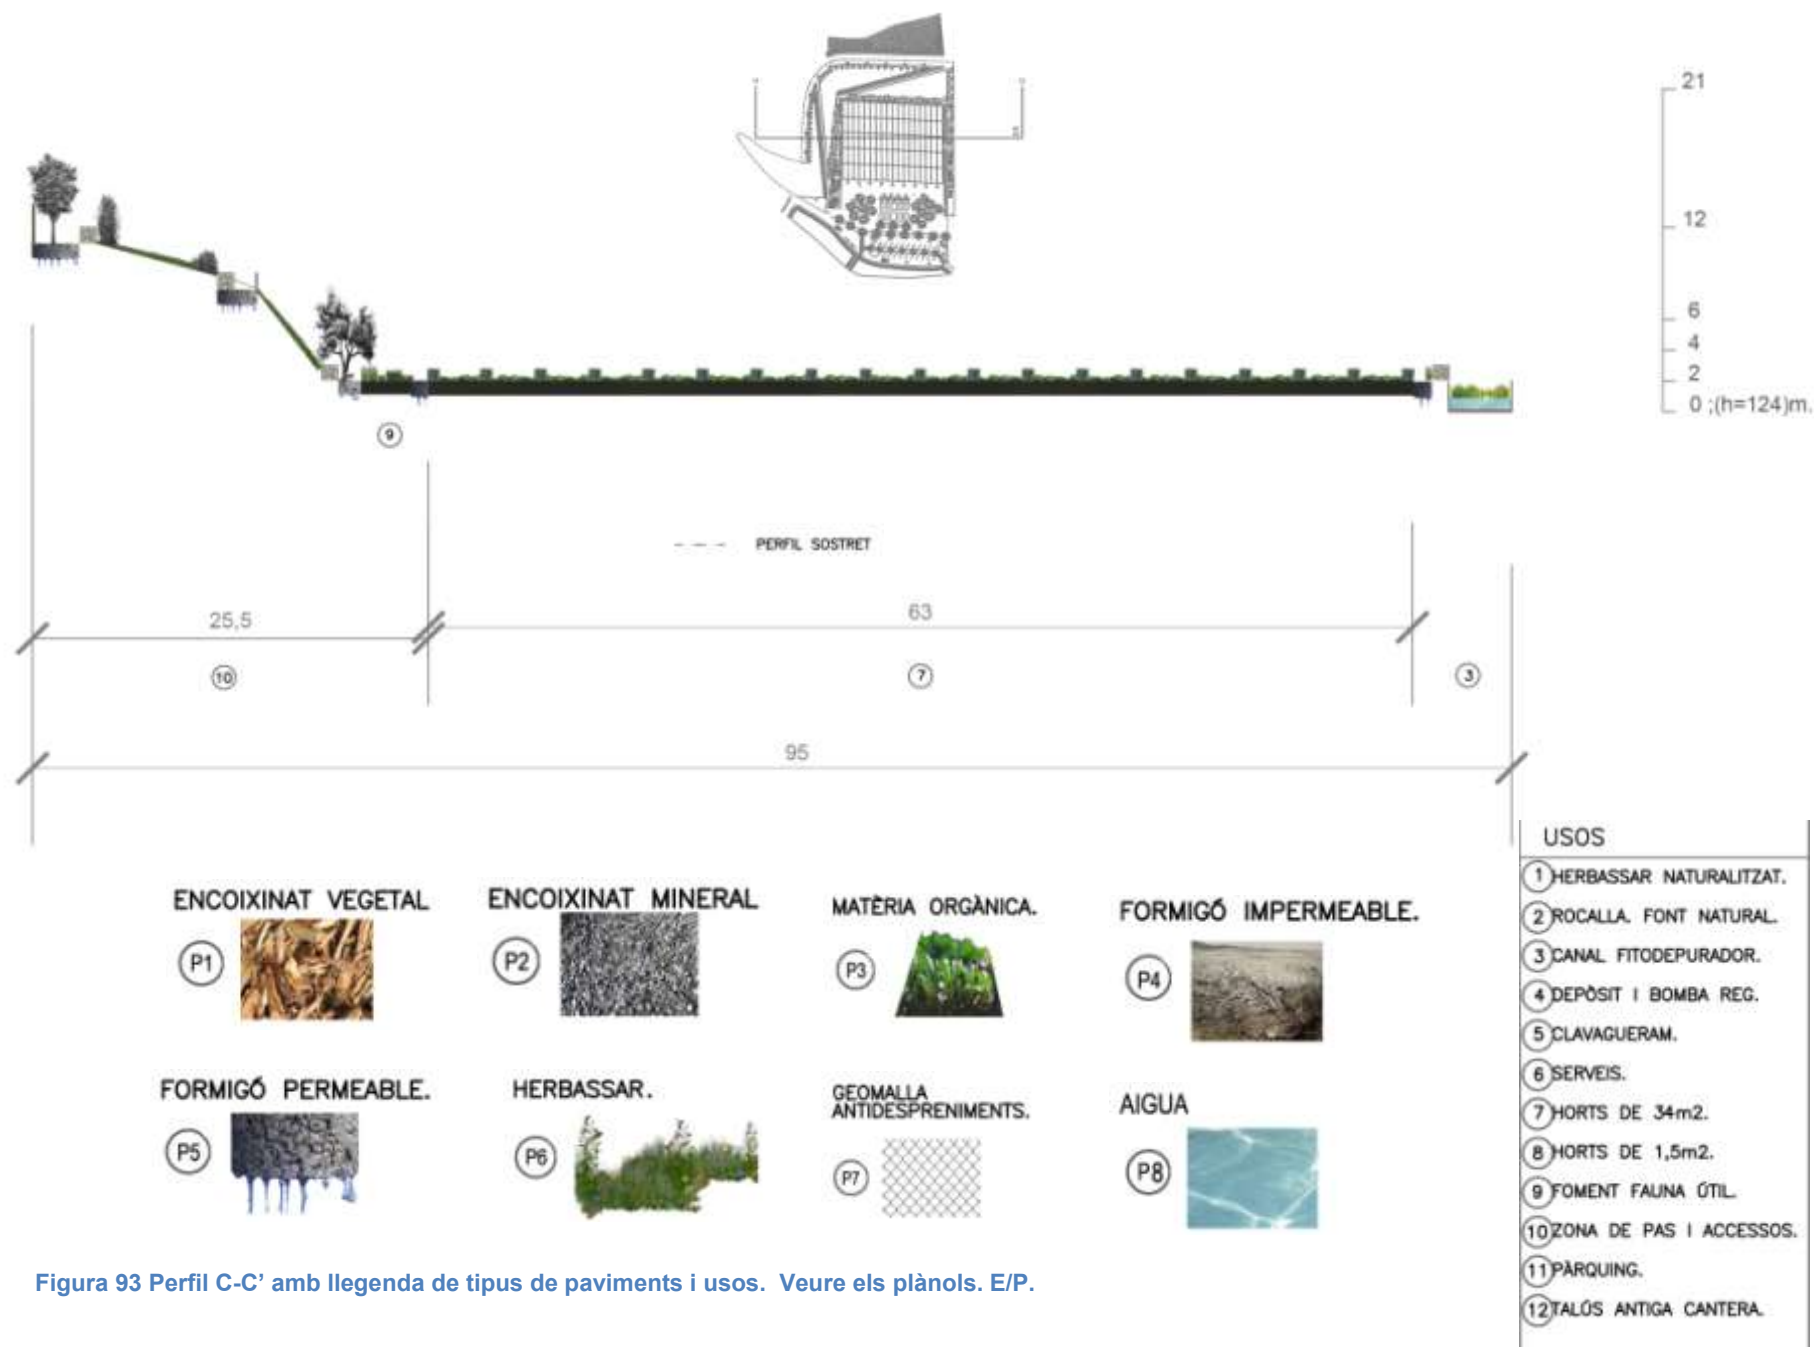 21
12
6
4
2
0 ;(h=124)m.
9
PERFIL SOSTRET
25,5
63
10
7
3
95
USOS
1 HERBASSAR NATURALITZAT.
2 ROCALLA. FONT NATURAL.
3 CANAL FITODEPURADOR.
4 DEPÒSIT I BOMBA REG.
5 CLAVAGUERAM.
6 SERVEIS.
7 HORTS DE 34m2.
8 HORTS DE 1,5m2.
9 FOMENT FAUNA ÚTIL.
10 ZONA DE PAS I ACCESSOS.
11 PÀRQUING.
12 TALÚS ANTIGA CANTERA.
ENCOIXINAT VEGETAL
P1
ENCOIXINAT MINERAL
P2
MATÈRIA ORGÀNICA.
P3
FORMIGÓ IMPERMEABLE.
P4
FORMIGÓ PERMEABLE.
P5
HERBASSAR.
P6
GEOMALLA
ANTIDESPRENIMENTS.
P7
AIGUA
P8
Figura 93 Perfil C-C’ amb llegenda de tipus de paviments i usos. Veure els plànols. E/P.